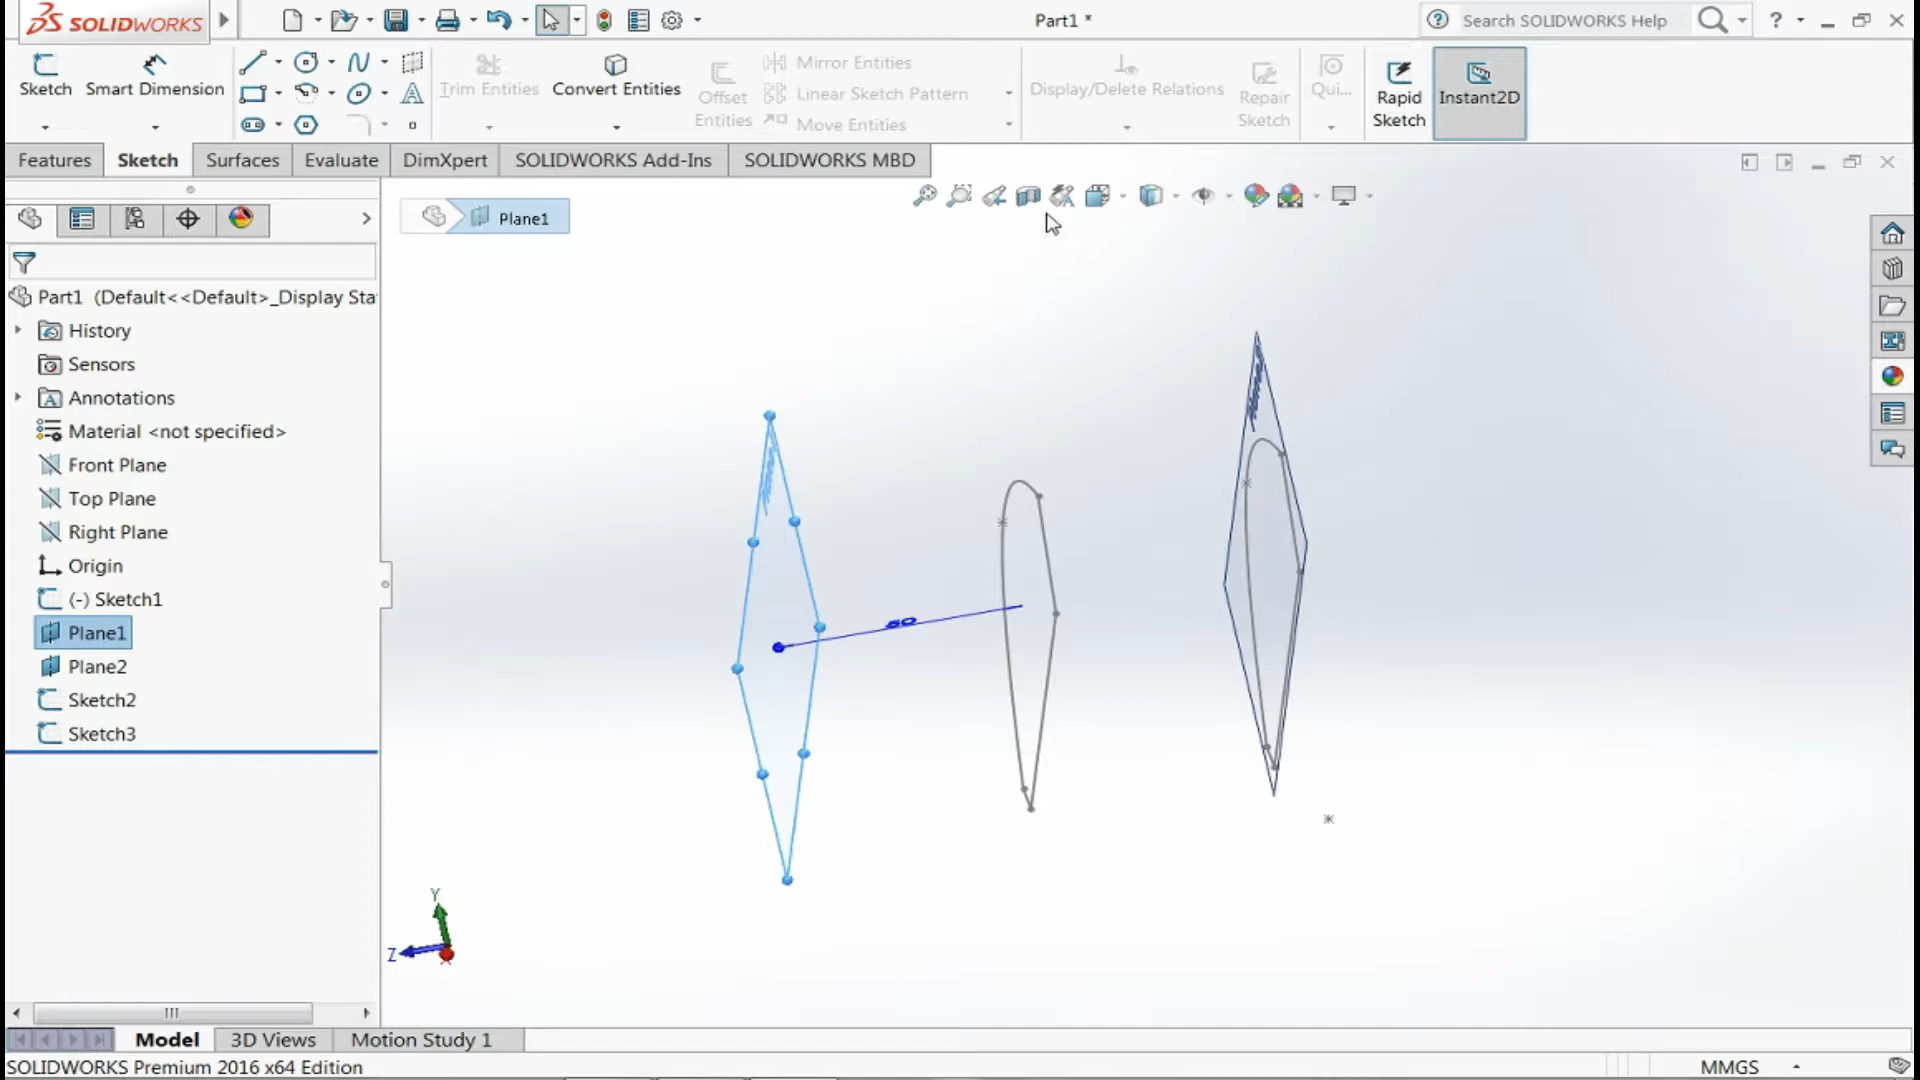 SOLIDWORKS
Part1 *
Search SOLIDWORKS Help
?
Sketch
Smart Dimension
Trim Entities
Convert Entities
Offset
Entities
Mirror Entities
Linear Sketch Pattern
Move Entities
Display/Delete Relations
Repair
Sketch
Qui...
Rapid
Sketch
Instant2D
Features
Sketch
Surfaces
Evaluate
DimXpert
SOLIDWORKS Add-Ins
SOLIDWORKS MBD
Plane1
Part1 (Default<<Default>_Display Sta
History
Sensors
Annotations
Material <not specified>
Front Plane
Top Plane
Right Plane
Origin
(-) Sketch1
Plane1
Plane2
Sketch2
Sketch3
50
Y
Z
X
Model
3D Views
Motion Study 1
SOLIDWORKS Premium 2016 x64 Edition
MMGS